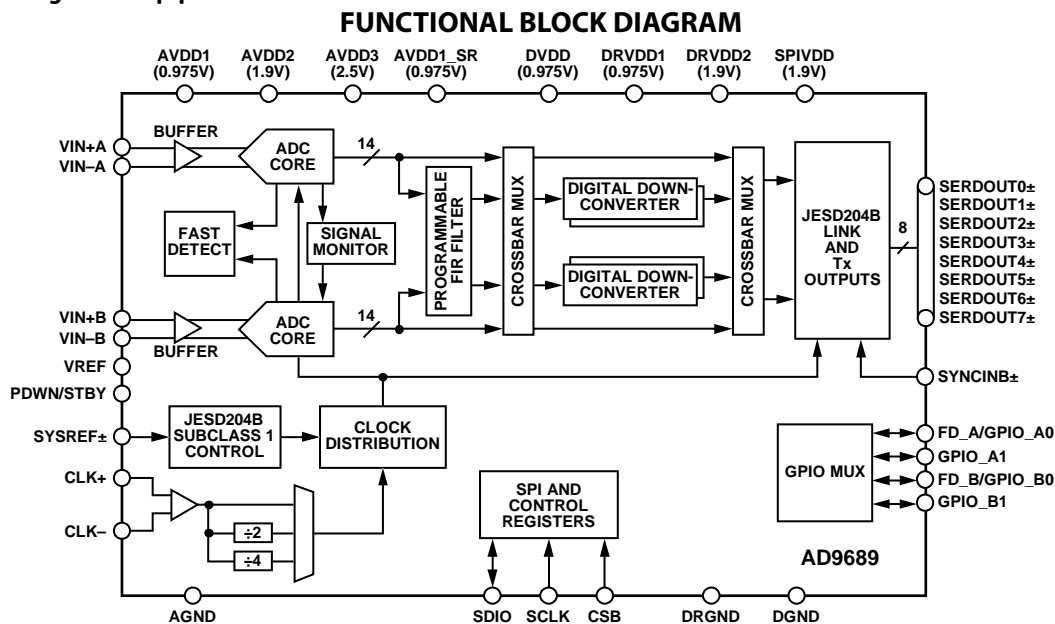 FUNCTIONAL BLOCK DIAGRAM
AVDD1
(0.975V)
AVDD2
(1.9V)
AVDD3
(2.5V)
AVDD1_SR
(0.975V)
DVDD
(0.975V)
DRVDD1
(0.975V)
DRVDD2
(1.9V)
SPIVDD
(1.9V)
VIN+A
VIN–A
BUFFER
ADC
CORE
14
FAST
DETECT
SIGNAL
MONITOR
PROGRAMMABLE
FIR FILTER
CROSSBAR MUX
DIGITAL DOWN-
CONVERTER
DIGITAL DOWN-
CONVERTER
CROSSBAR MUX
JESD204B
LINK
AND
Tx
OUTPUTS
8
SERDOUT0±
SERDOUT1±
SERDOUT2±
SERDOUT3±
SERDOUT4±
SERDOUT5±
SERDOUT6±
SERDOUT7±
VIN+B
VIN–B
BUFFER
ADC
CORE
14
VREF
PDWN/STBY
SYSREF±
JESD204B
SUBCLASS 1
CONTROL
CLOCK
DISTRIBUTION
SYNCINB±
CLK+
CLK–
÷2
÷4
SPI AND
CONTROL
REGISTERS
GPIO MUX
FD_A/GPIO_A0
GPIO_A1
FD_B/GPIO_B0
GPIO_B1
AD9689
AGND
SDIO
SCLK
CSB
DRGND
DGND